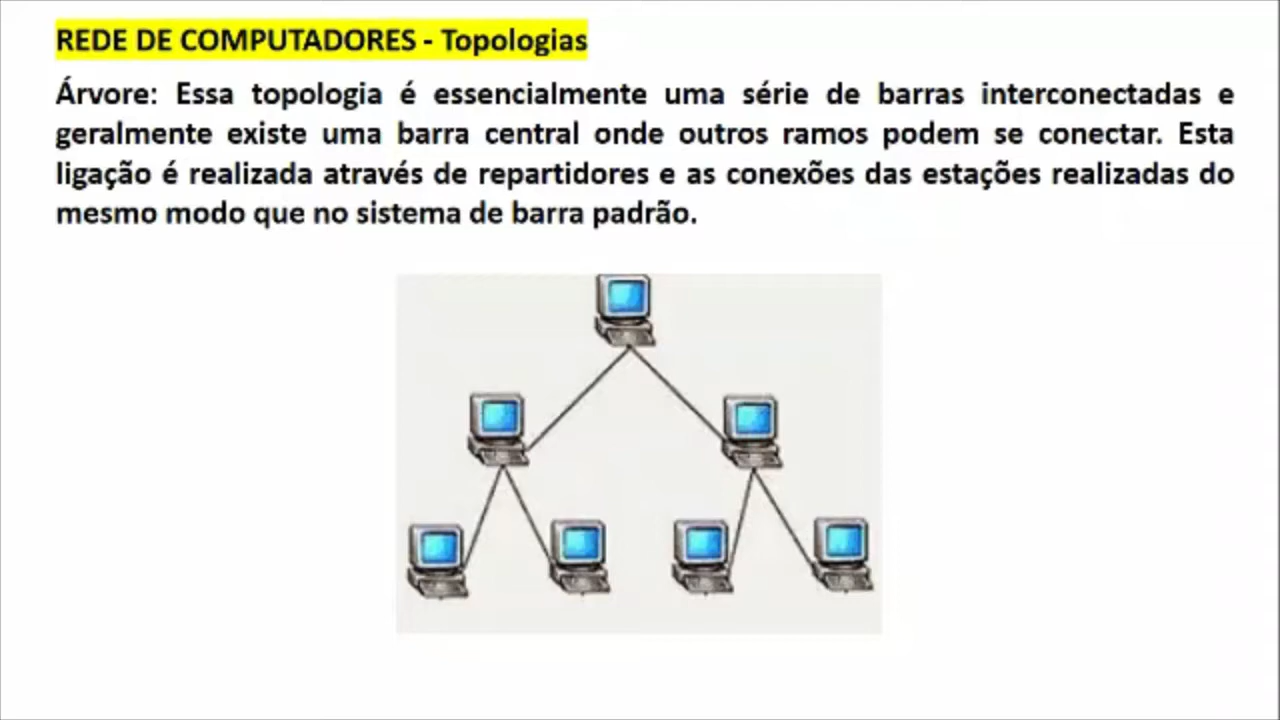 REDE DE COMPUTADORES - Topologias
Árvore: Essa topologia é essencialmente uma série de barras interconectadas e
geralmente existe uma barra central onde outros ramos podem se conectar. Esta
ligação é realizada através de repartidores e as conexões das estações realizadas do
mesmo modo que no sistema de barra padrão.